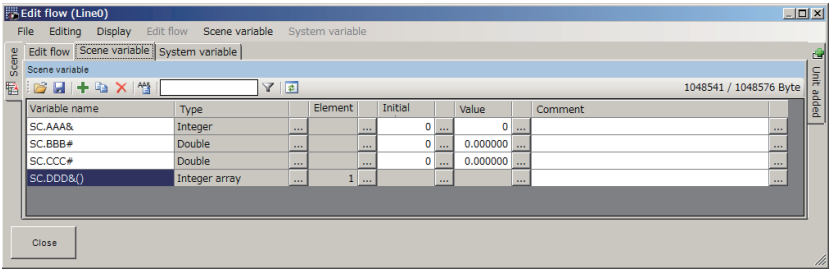 Edit flow (Line0)
File Editing Display Edit flow Scene variable System variable
Scene
Edit flow Scene variable System variable
Unit added
Scene variable
1048541 / 1048576 Byte
Variable name Type Element Initial Value Comment
SC.AAA& Integer ... ... 0 ... 0 ... ...
SC.BBB# Double ... ... 0 ... 0.000000 ... ...
SC.CCC# Double ... ... 0 ... 0.000000 ... ...
SC.DDD&() Integer array ... 1 ... ... ... ...
Close